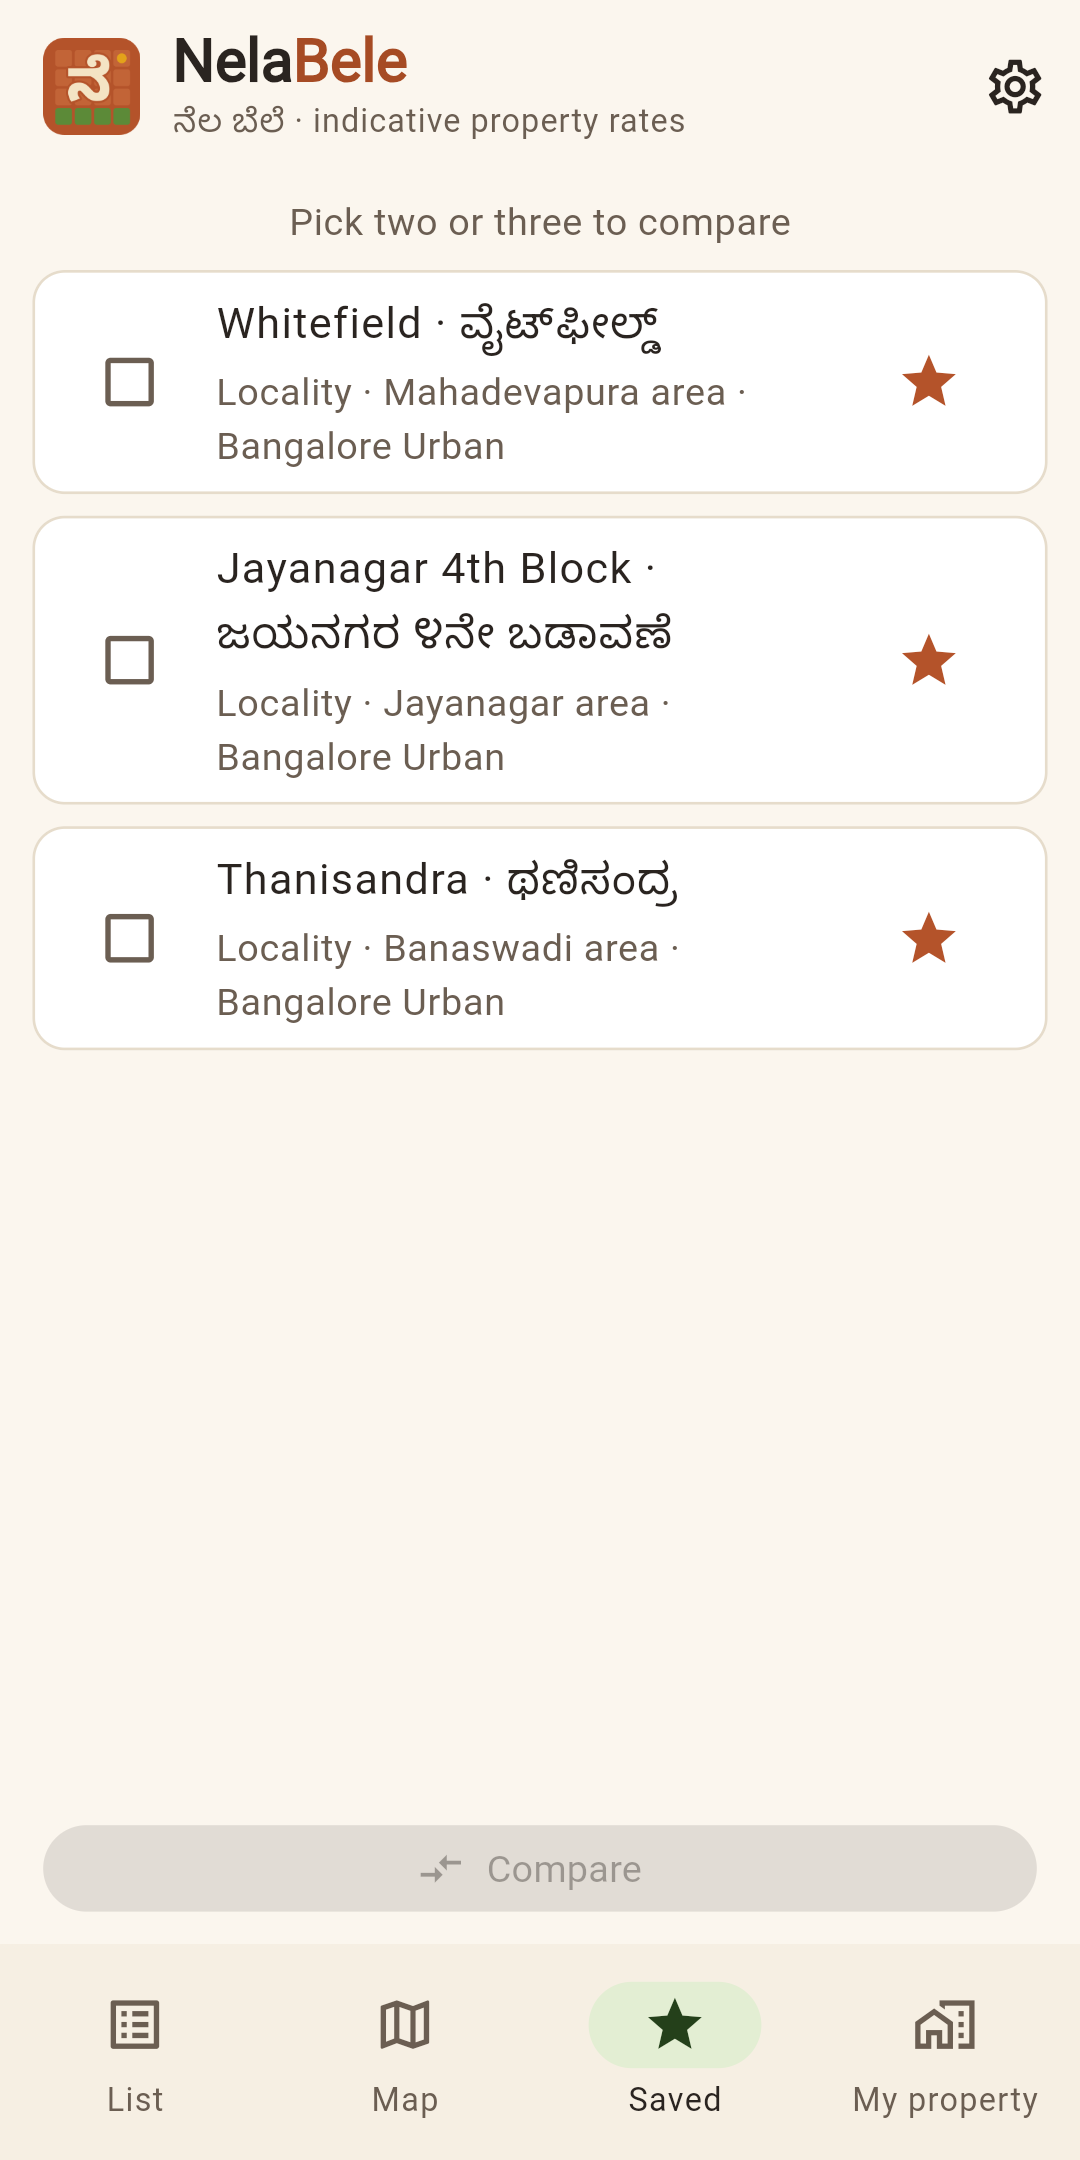 ನೆ
NelaBele
ನೆಲ ಬೆಲೆ · indicative property rates
Pick two or three to compare
Whitefield · ವೈಟ್‌ಫೀಲ್ಡ್
Locality · Mahadevapura area ·
Bangalore Urban
Jayanagar 4th Block ·
ಜಯನಗರ ೪ನೇ ಬಡಾವಣೆ
Locality · Jayanagar area ·
Bangalore Urban
Thanisandra · ಥಣಿಸಂದ್ರ
Locality · Banaswadi area ·
Bangalore Urban
Compare
List
Map
Saved
My property